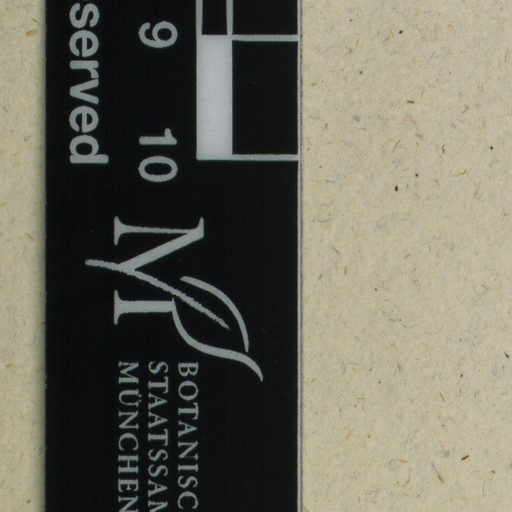 served
9 10
M
BOTANISC
STAATSSAM
MÜNCHEN